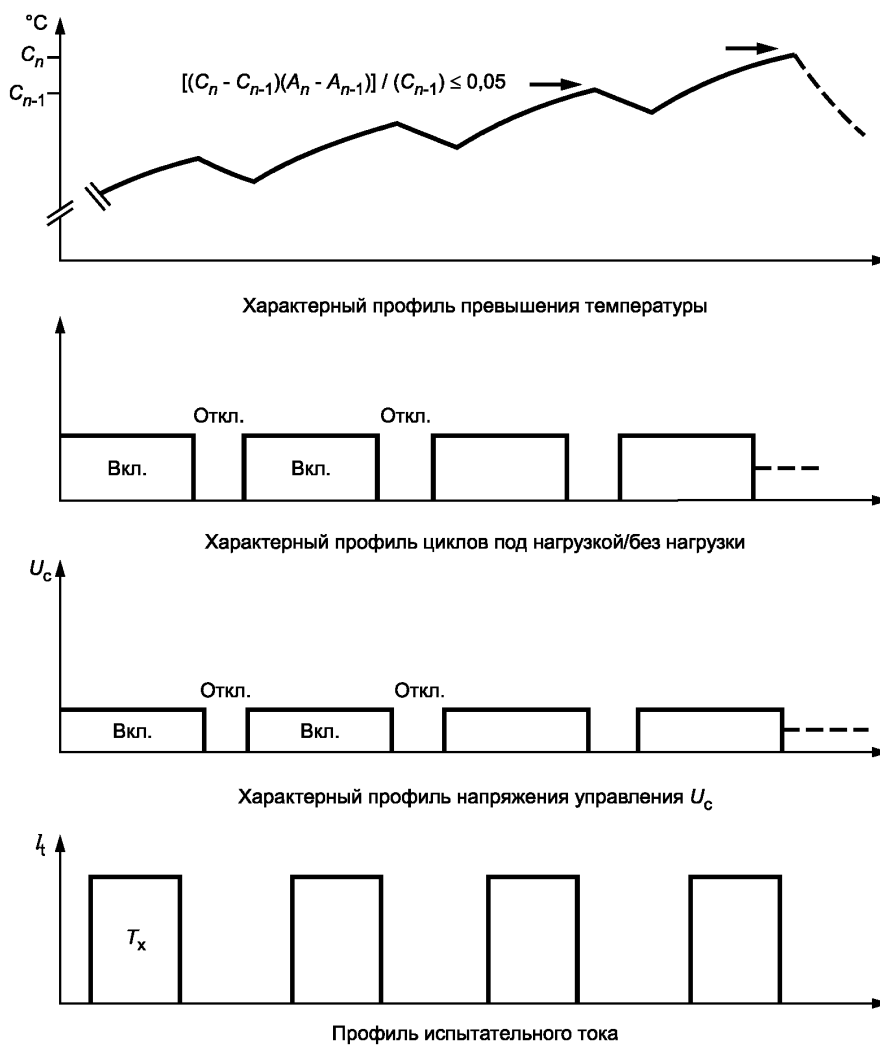 °C
Cn
[(Cn - Cn-1)(An - An-1)] / (Cn-1) ≤ 0,05
Cn-1
Характерный профиль превышения температуры
Откл. Откл.
Вкл. Вкл.
Характерный профиль циклов под нагрузкой/без нагрузки
Uc
Откл. Откл.
Вкл. Вкл.
Характерный профиль напряжения управления Uc
It
Tx
Профиль испытательного тока